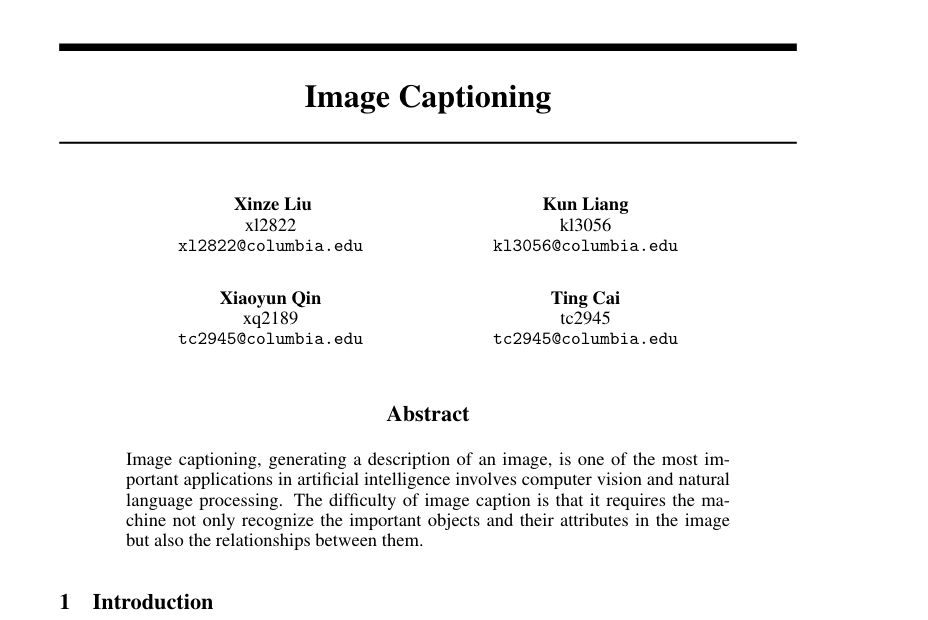 Image Captioning
Xinze Liu
xl2822
xl2822@columbia.edu
Kun Liang
kl3056
kl3056@columbia.edu
Xiaoyun Qin
xq2189
tc2945@columbia.edu
Ting Cai
tc2945
tc2945@columbia.edu
Abstract
Image captioning, generating a description of an image, is one of the most im-
portant applications in artificial intelligence involves computer vision and natural
language processing. The difficulty of image caption is that it requires the ma-
chine not only recognize the important objects and their attributes in the image
but also the relationships between them.
1 Introduction